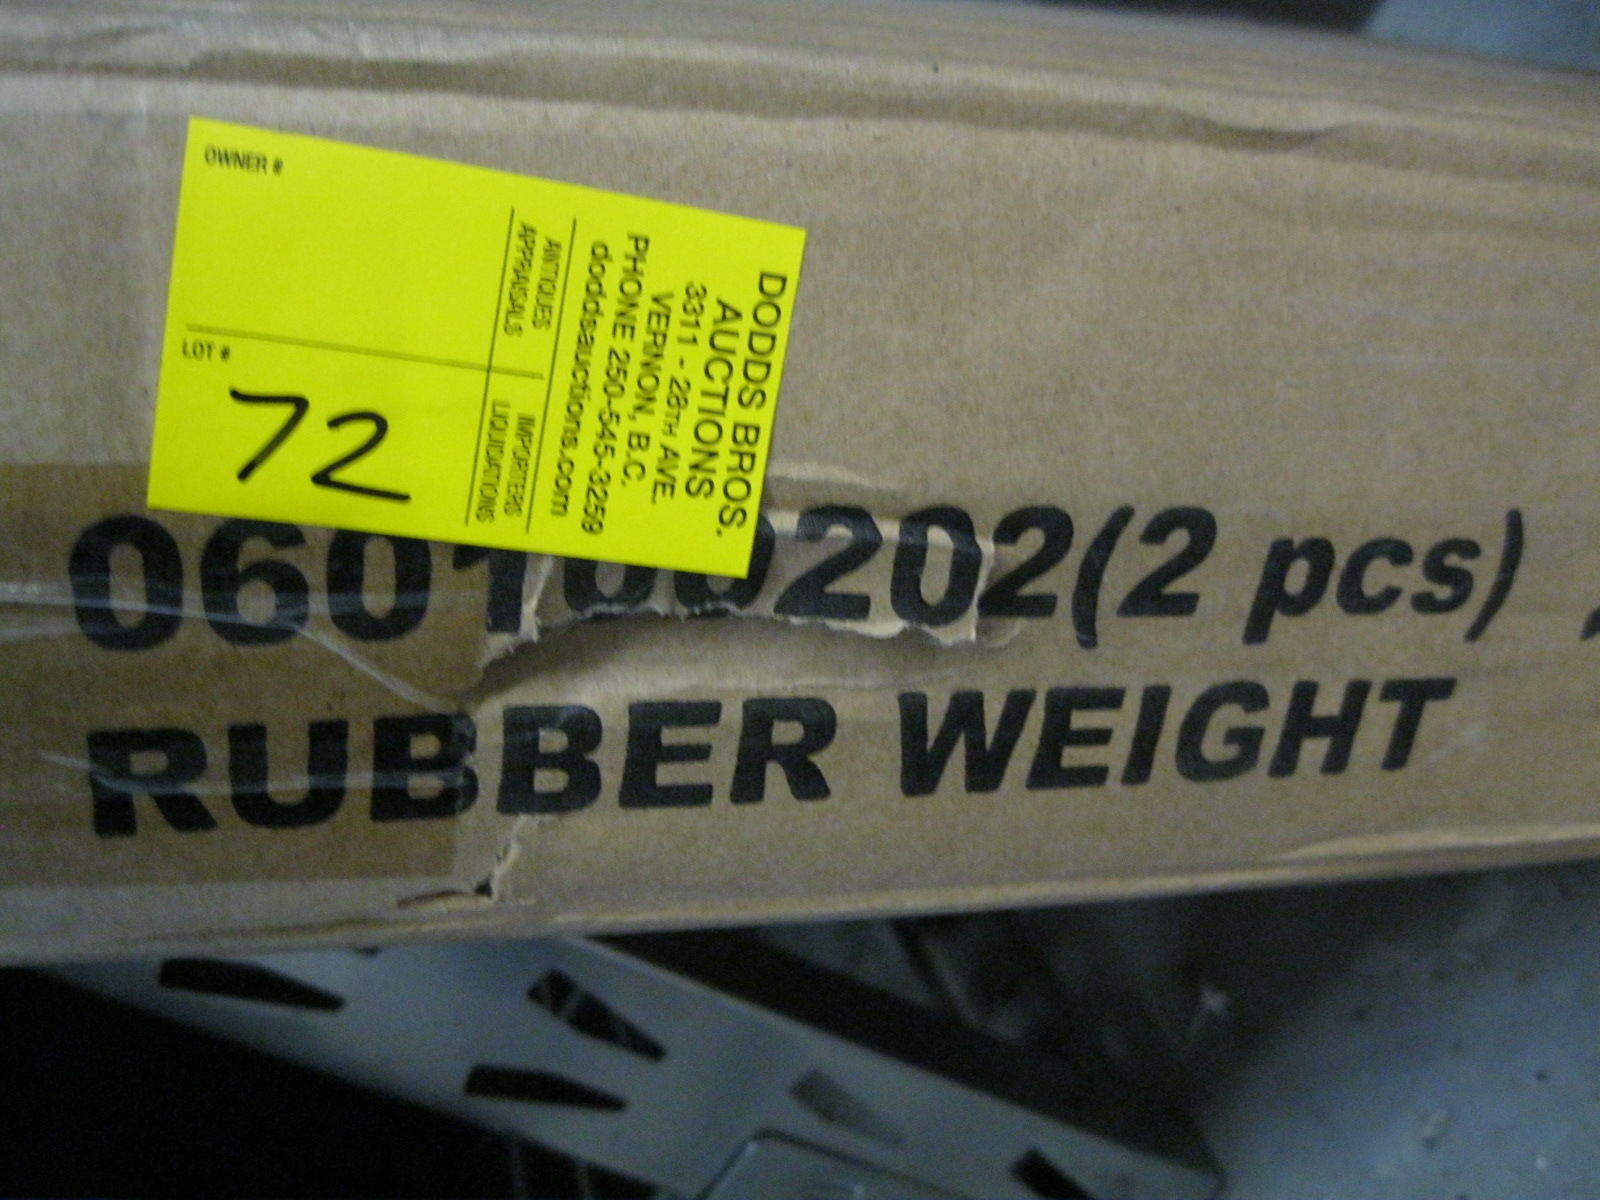 OWNER #
LOT #
72
ANTIQUES
APPRAISALS
IMPORTERS
LIQUIDATIONS
DODDS BROS.
AUCTIONS
3311 - 28TH AVE.
VERNON, B.C.
PHONE 250-545-3259
doddsauctions.com
060100202(2 pcs)
RUBBER WEIGHT